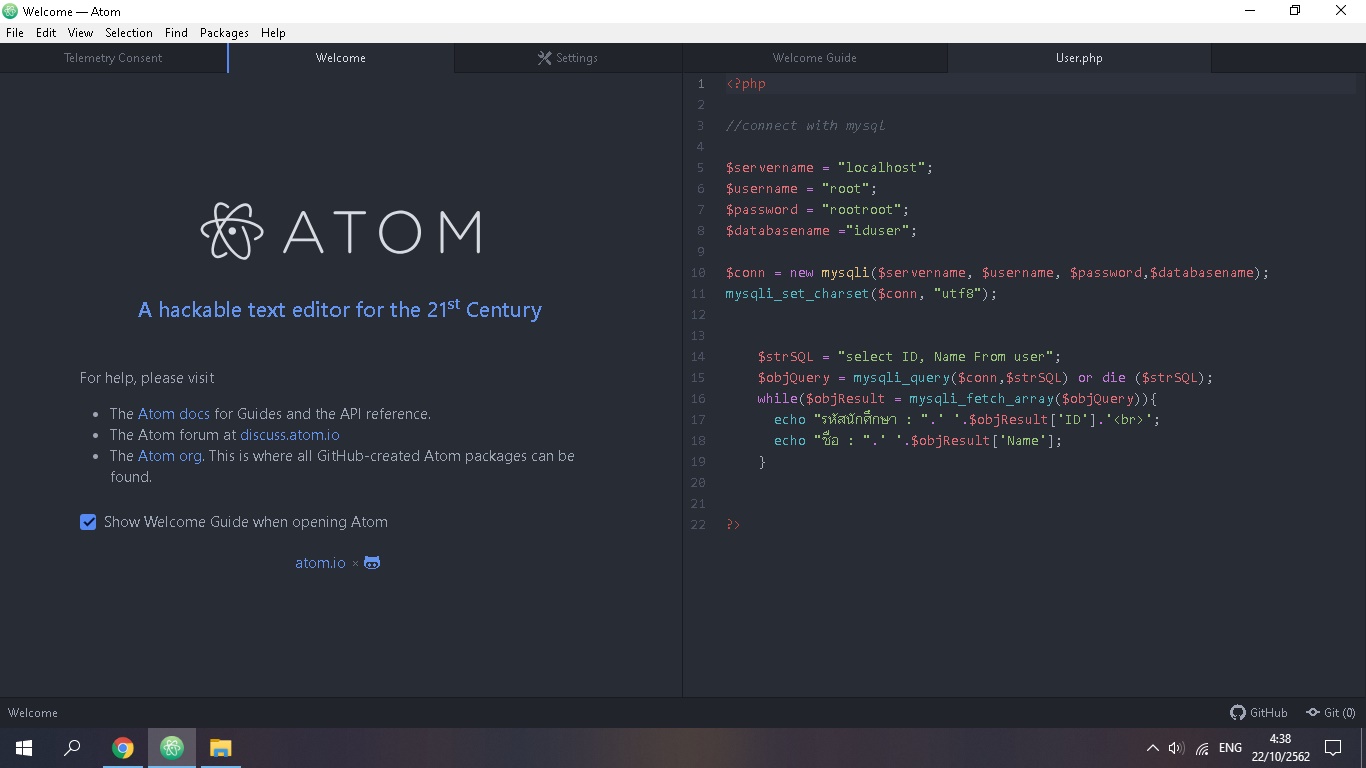 Welcome — Atom
File Edit View Selection Find Packages Help
Telemetry Consent Welcome Settings Welcome Guide User.php
ATOM
A hackable text editor for the 21st Century
For help, please visit
• The Atom docs for Guides and the API reference.
• The Atom forum at discuss.atom.io
• The Atom org. This is where all GitHub-created Atom packages can be
found.
Show Welcome Guide when opening Atom
atom.io ×
1 <?php
2
3 //connect with mysql
4
5 $servername = "localhost";
6 $username = "root";
7 $password = "rootroot";
8 $databasename ="iduser";
9
10 $conn = new mysqli($servername, $username, $password,$databasename);
11 mysqli_set_charset($conn, "utf8");
12
13
14 $strSQL = "select ID, Name From user";
15 $objQuery = mysqli_query($conn,$strSQL) or die ($strSQL);
16 while($objResult = mysqli_fetch_array($objQuery)){
17 echo "รหัสนักศึกษา : ".' '.$objResult['ID'].'<br>';
18 echo "ชื่อ : ".' '.$objResult['Name'];
19 }
20
21
22 ?>
Welcome GitHub Git (0)
ENG 4:38
22/10/2562